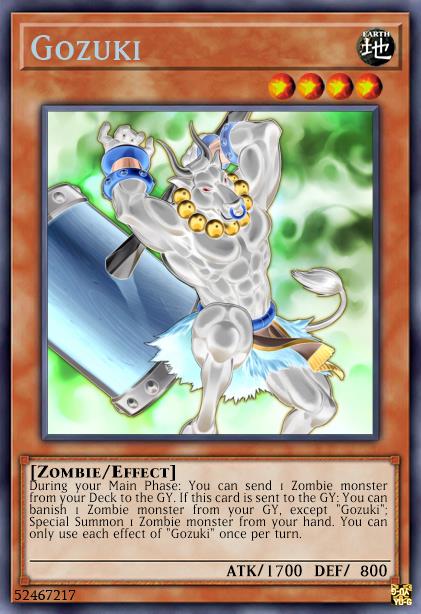 GOZUKI
EARTH
地
[ZOMBIE/EFFECT]
During your Main Phase: You can send 1 Zombie monster
from your Deck to the GY. If this card is sent to the GY: You can
banish 1 Zombie monster from your GY, except "Gozuki";
Special Summon 1 Zombie monster from your hand. You can
only use each effect of "Gozuki" once per turn.
ATK/1700 DEF/ 800
52467217